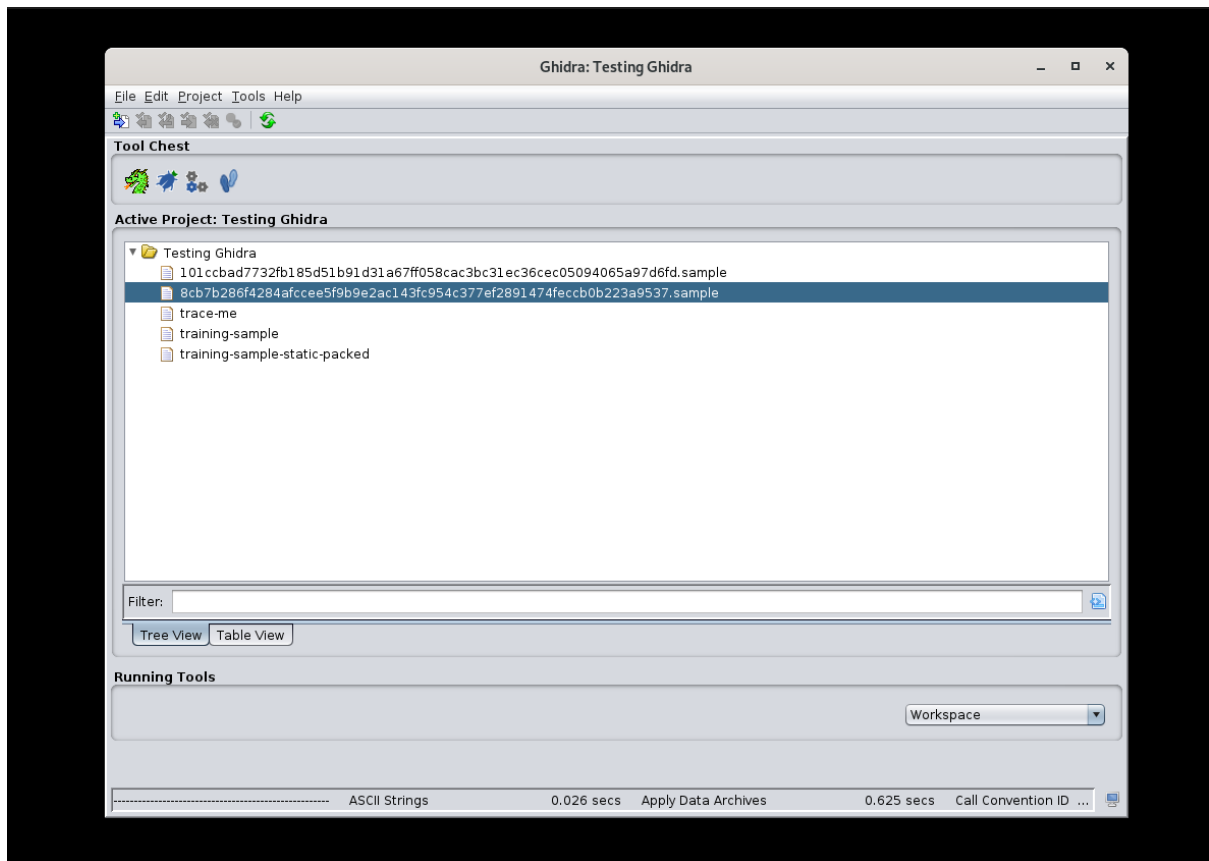 Ghidra: Testing Ghidra
File Edit Project Tools Help
Tool Chest
Active Project: Testing Ghidra
Testing Ghidra
101ccbad7732fb185d51b91d31a67ff058cac3bc31ec36cec05094065a97d6fd.sample
8cb7b286f4284afccee5f9b9e2ac143fc954c377ef2891474feccb0b223a9537.sample
trace-me
training-sample
training-sample-static-packed
Filter:
Tree View Table View
Running Tools
Workspace
----------------------------------------------------- ASCII Strings 0.026 secs Apply Data Archives 0.625 secs Call Convention ID ...